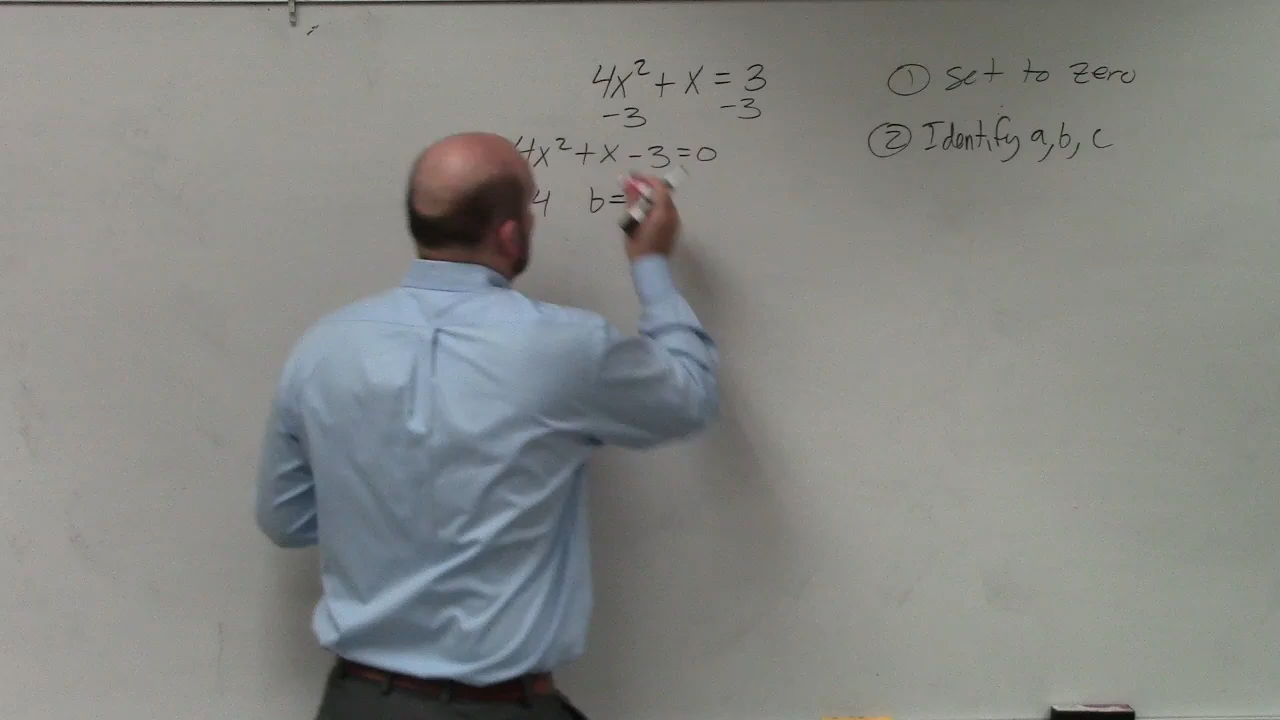 4x² + x = 3
-3 -3
4x² + x - 3 = 0
4 b=
① set to zero
② Identify a, b, c